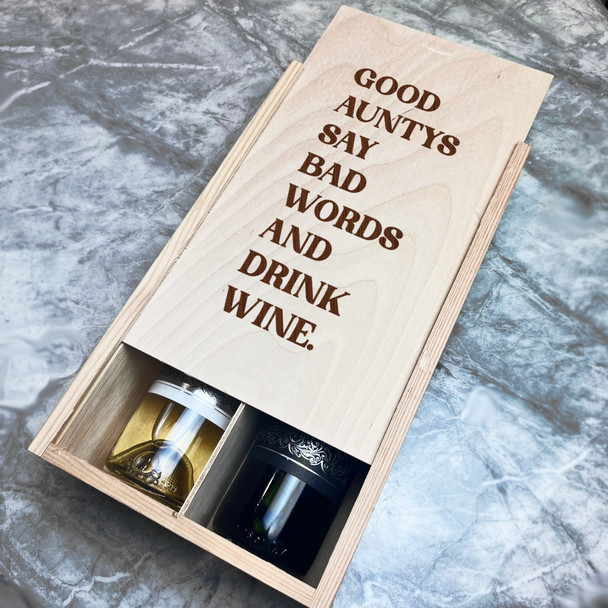 GOOD
AUNTYS
SAY
BAD
WORDS
AND
DRINK
WINE.